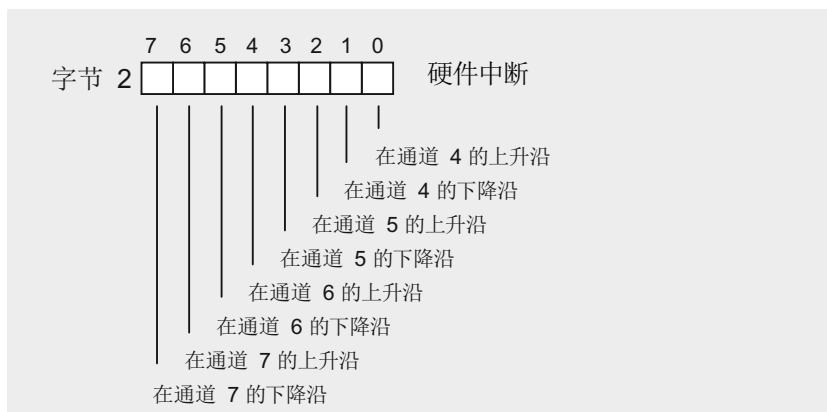 7 6 5 4 3 2 1 0
字节 2 硬件中断
在通道 4 的上升沿
在通道 4 的下降沿
在通道 5 的上升沿
在通道 5 的下降沿
在通道 6 的上升沿
在通道 6 的下降沿
在通道 7 的上升沿
在通道 7 的下降沿